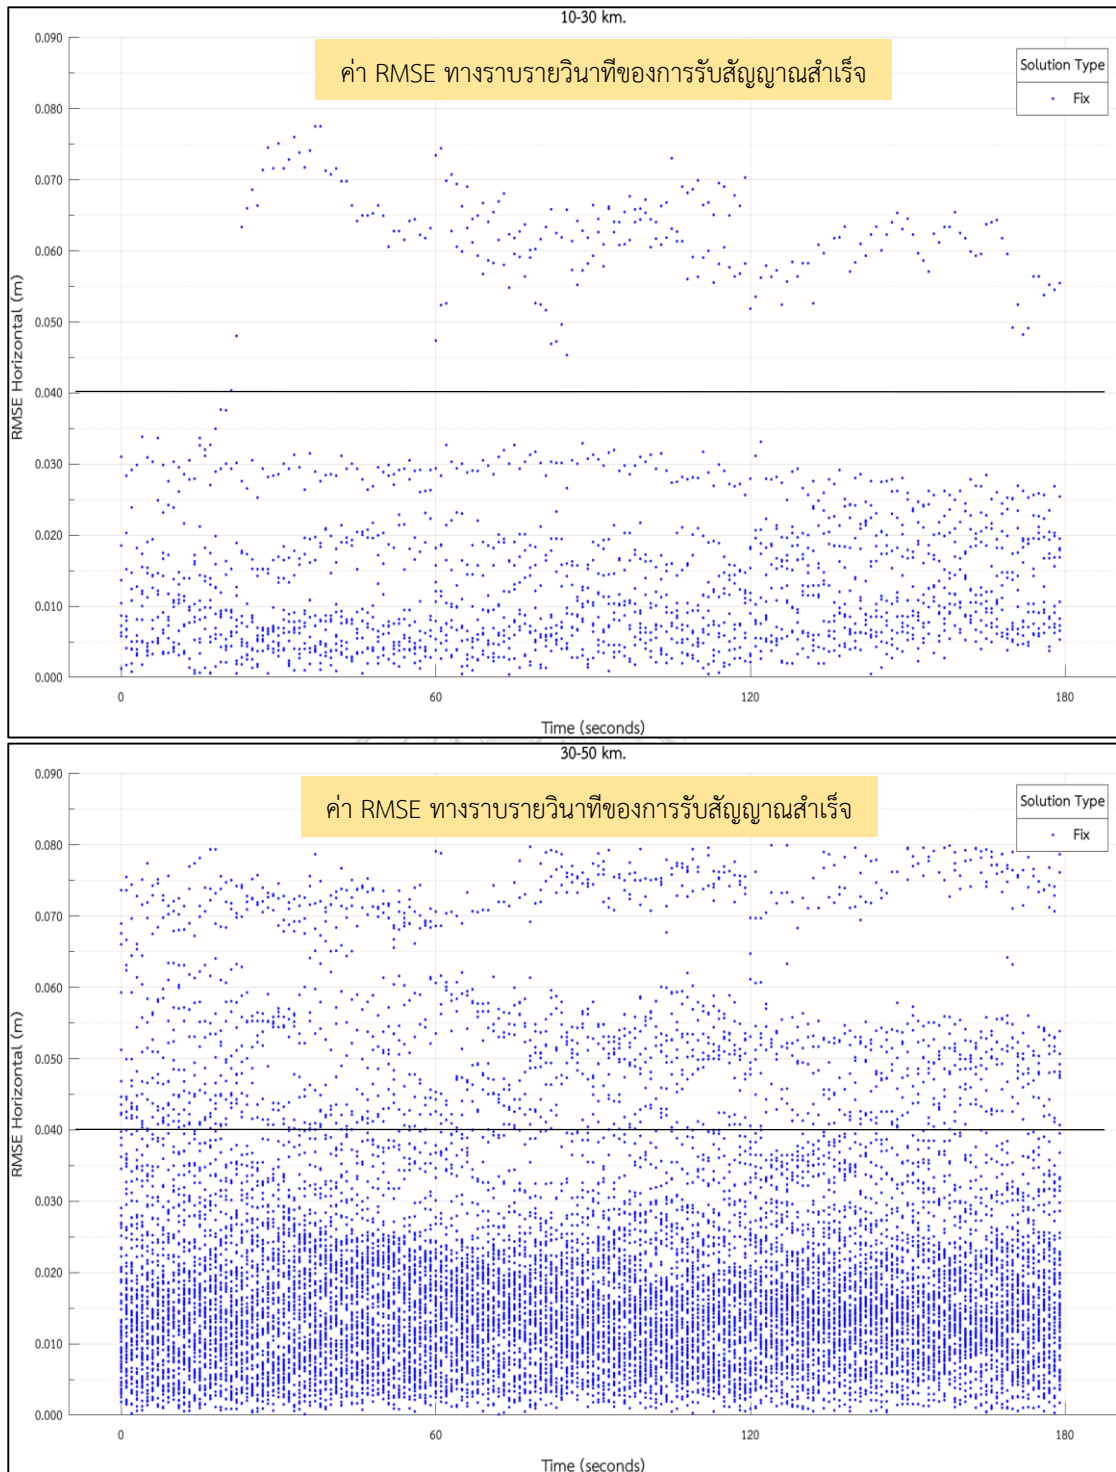 10-30 km.
ค่า RMSE ทางราบรายวินาทีของการรับสัญญาณสำเร็จ
Solution Type
Fix
0.090
0.080
0.070
0.060
0.050
0.040
0.030
0.020
0.010
0.000
RMSE Horizontal (m)
0
60
120
180
Time (seconds)
30-50 km.
ค่า RMSE ทางราบรายวินาทีของการรับสัญญาณสำเร็จ
Solution Type
Fix
0.090
0.080
0.070
0.060
0.050
0.040
0.030
0.020
0.010
0.000
RMSE Horizontal (m)
0
60
120
180
Time (seconds)